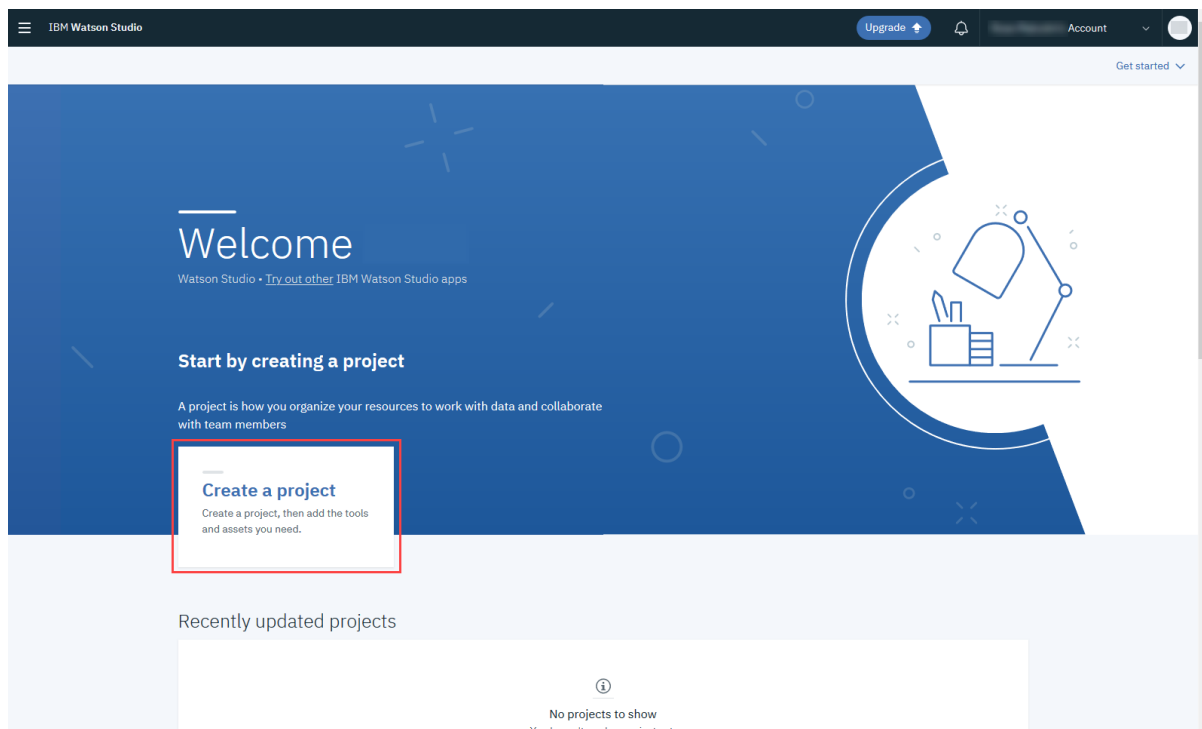 IBM Watson Studio
Upgrade
Account
Get started
Welcome
Watson Studio • Try out other IBM Watson Studio apps
Start by creating a project
A project is how you organize your resources to work with data and collaborate
with team members
Create a project
Create a project, then add the tools
and assets you need.
Recently updated projects
No projects to show